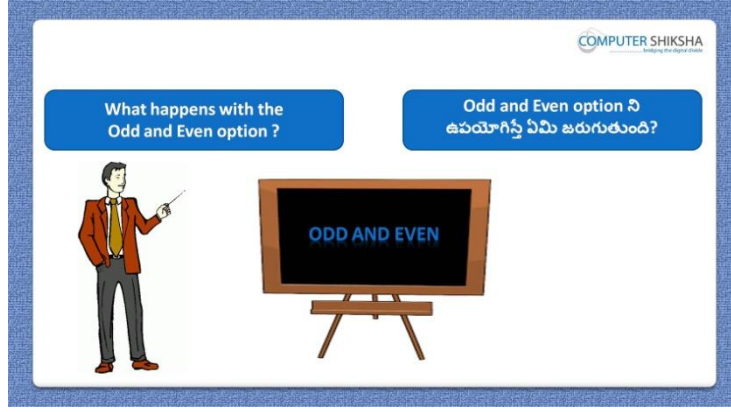 COMPUTER SHIKSHA
bridging the digital divide
What happens with the
Odd and Even option ?
Odd and Even option ని
ఉపయోగిస్తే ఏమి జరుగుతుంది?
ODD AND EVEN